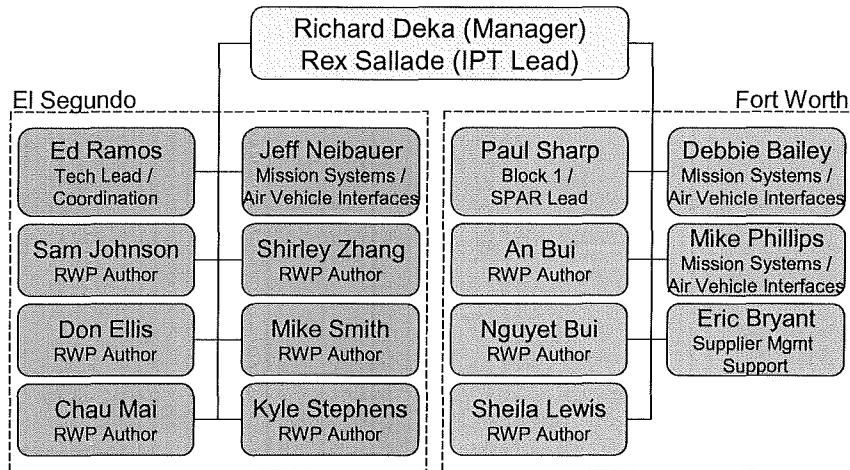 Richard Deka (Manager)
Rex Sallade (IPT Lead)
El Segundo
Fort Worth
Ed Ramos
Tech Lead /
Coordination
Jeff Neibauer
Mission Systems /
Air Vehicle Interfaces
Paul Sharp
Block 1 /
SPAR Lead
Debbie Bailey
Mission Systems /
Air Vehicle Interfaces
Sam Johnson
RWP Author
Shirley Zhang
RWP Author
An Bui
RWP Author
Mike Phillips
Mission Systems /
Air Vehicle Interfaces
Don Ellis
RWP Author
Mike Smith
RWP Author
Nguyet Bui
RWP Author
Eric Bryant
Supplier Mgmt
Support
Chau Mai
RWP Author
Kyle Stephens
RWP Author
Sheila Lewis
RWP Author